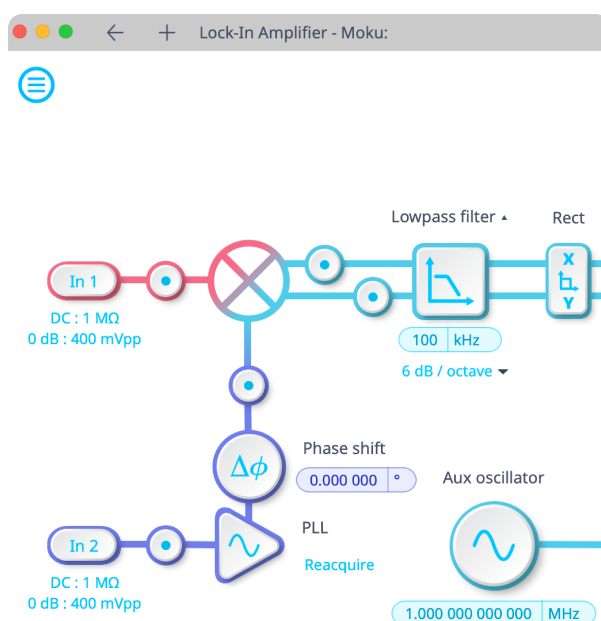 Lock-In Amplifier - Moku:
Lowpass filter
Rect
In 1
X
Y
DC : 1 MΩ
0 dB : 400 mVpp
100 kHz
6 dB / octave
Δϕ
Phase shift
0.000 000 °
Aux oscillator
In 2
PLL
Reacquire
DC : 1 MΩ
0 dB : 400 mVpp
1.000 000 000 000 MHz